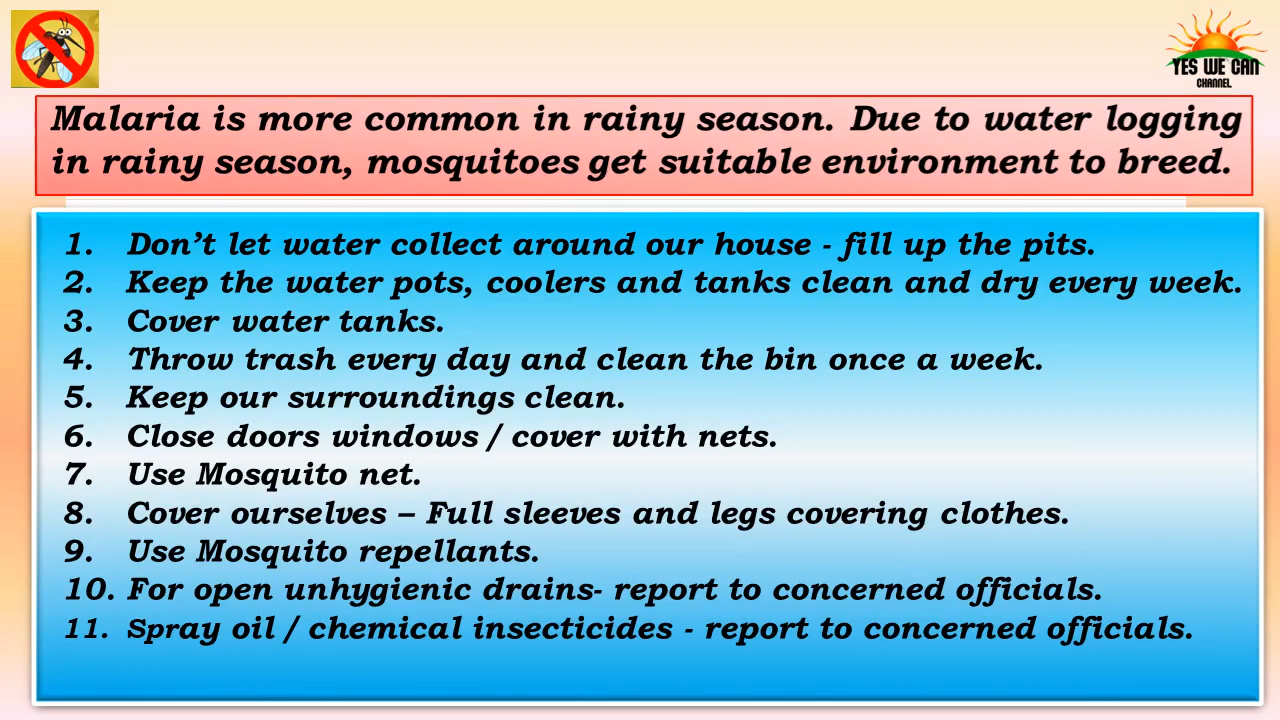 YES WE CAN
CHANNEL
Malaria is more common in rainy season. Due to water logging
in rainy season, mosquitoes get suitable environment to breed.
1. Don't let water collect around our house - fill up the pits.
2. Keep the water pots, coolers and tanks clean and dry every week.
3. Cover water tanks.
4. Throw trash every day and clean the bin once a week.
5. Keep our surroundings clean.
6. Close doors windows / cover with nets.
7. Use Mosquito net.
8. Cover ourselves – Full sleeves and legs covering clothes.
9. Use Mosquito repellants.
10. For open unhygienic drains- report to concerned officials.
11. Spray oil / chemical insecticides - report to concerned officials.